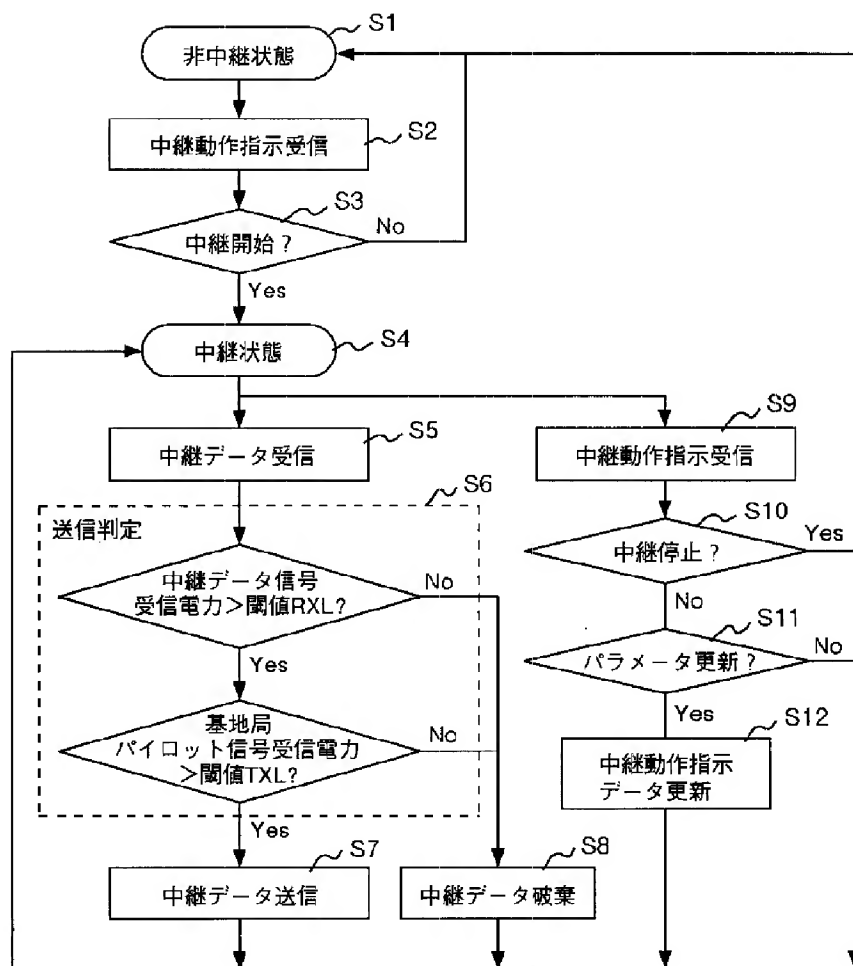 S1
非中継状態
S2
中継動作指示受信
S3
中継開始？
No
Yes
S4
中継状態
S5
中継データ受信
S9
中継動作指示受信
S6
送信判定
中継データ信号
受信電力>閾値RXL?
No
Yes
基地局
パイロット信号受信電力
>閾値TXL?
No
Yes
S10
中継停止？
Yes
No
S11
パラメータ更新？
No
Yes
S12
中継動作指示
データ更新
S7
中継データ送信
S8
中継データ破棄